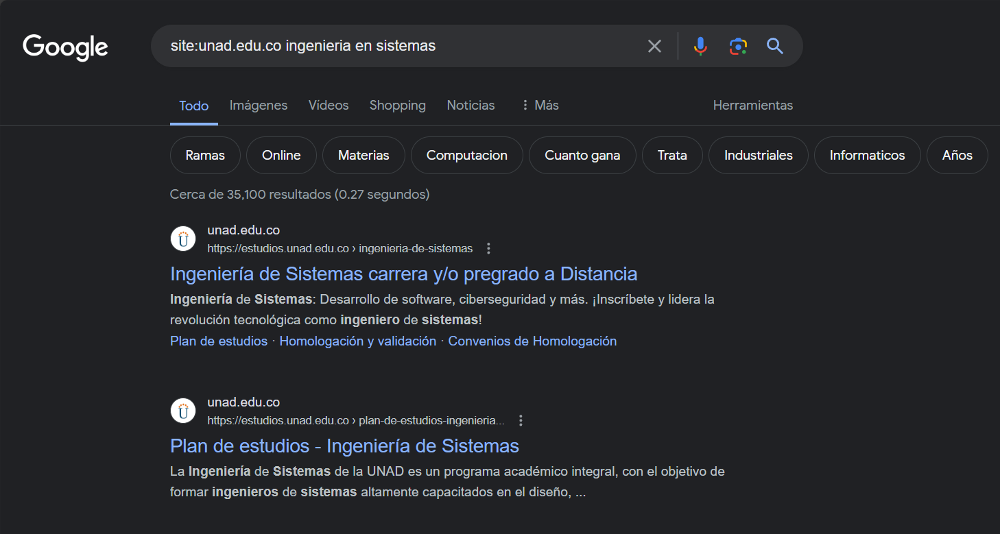 Google
site:unad.edu.co ingenieria en sistemas
Todo Imágenes Vídeos Shopping Noticias Más Herramientas
Ramas Online Materias Computacion Cuanto gana Trata Industriales Informaticos Años
Cerca de 35,100 resultados (0.27 segundos)
unad.edu.co
https://estudios.unad.edu.co › ingenieria-de-sistemas
Ingeniería de Sistemas carrera y/o pregrado a Distancia
Ingeniería de Sistemas: Desarrollo de software, ciberseguridad y más. ¡Inscríbete y lidera la
revolución tecnológica como ingeniero de sistemas!
Plan de estudios · Homologación y validación · Convenios de Homologación
unad.edu.co
https://estudios.unad.edu.co › plan-de-estudios-ingenieria...
Plan de estudios - Ingeniería de Sistemas
La Ingeniería de Sistemas de la UNAD es un programa académico integral, con el objetivo de
formar ingenieros de sistemas altamente capacitados en el diseño, ...